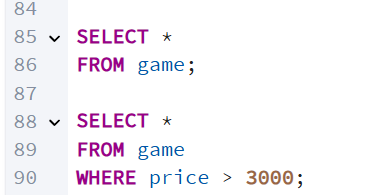 84
85 SELECT *
86 FROM game;
87
88 SELECT *
89 FROM game
90 WHERE price > 3000;